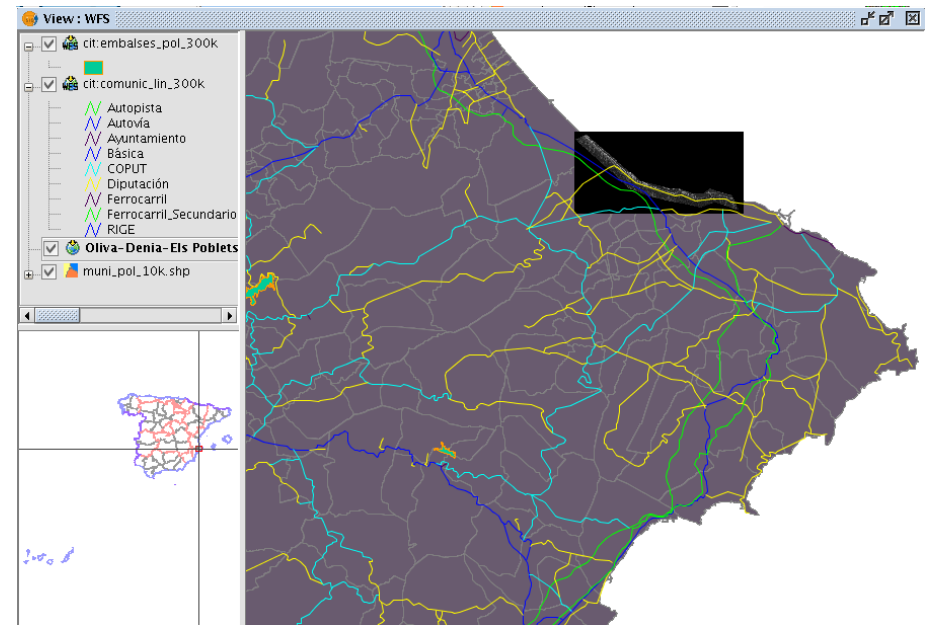 View : WFS
cit:embalses_pol_300k
cit:comunic_lin_300k
Autopista
Autovía
Ayuntamiento
Básica
COPUT
Diputación
Ferrocarril
Ferrocarril_Secundario
RIGE
Oliva-Denia-Els Poblets
muni_pol_10k.shp